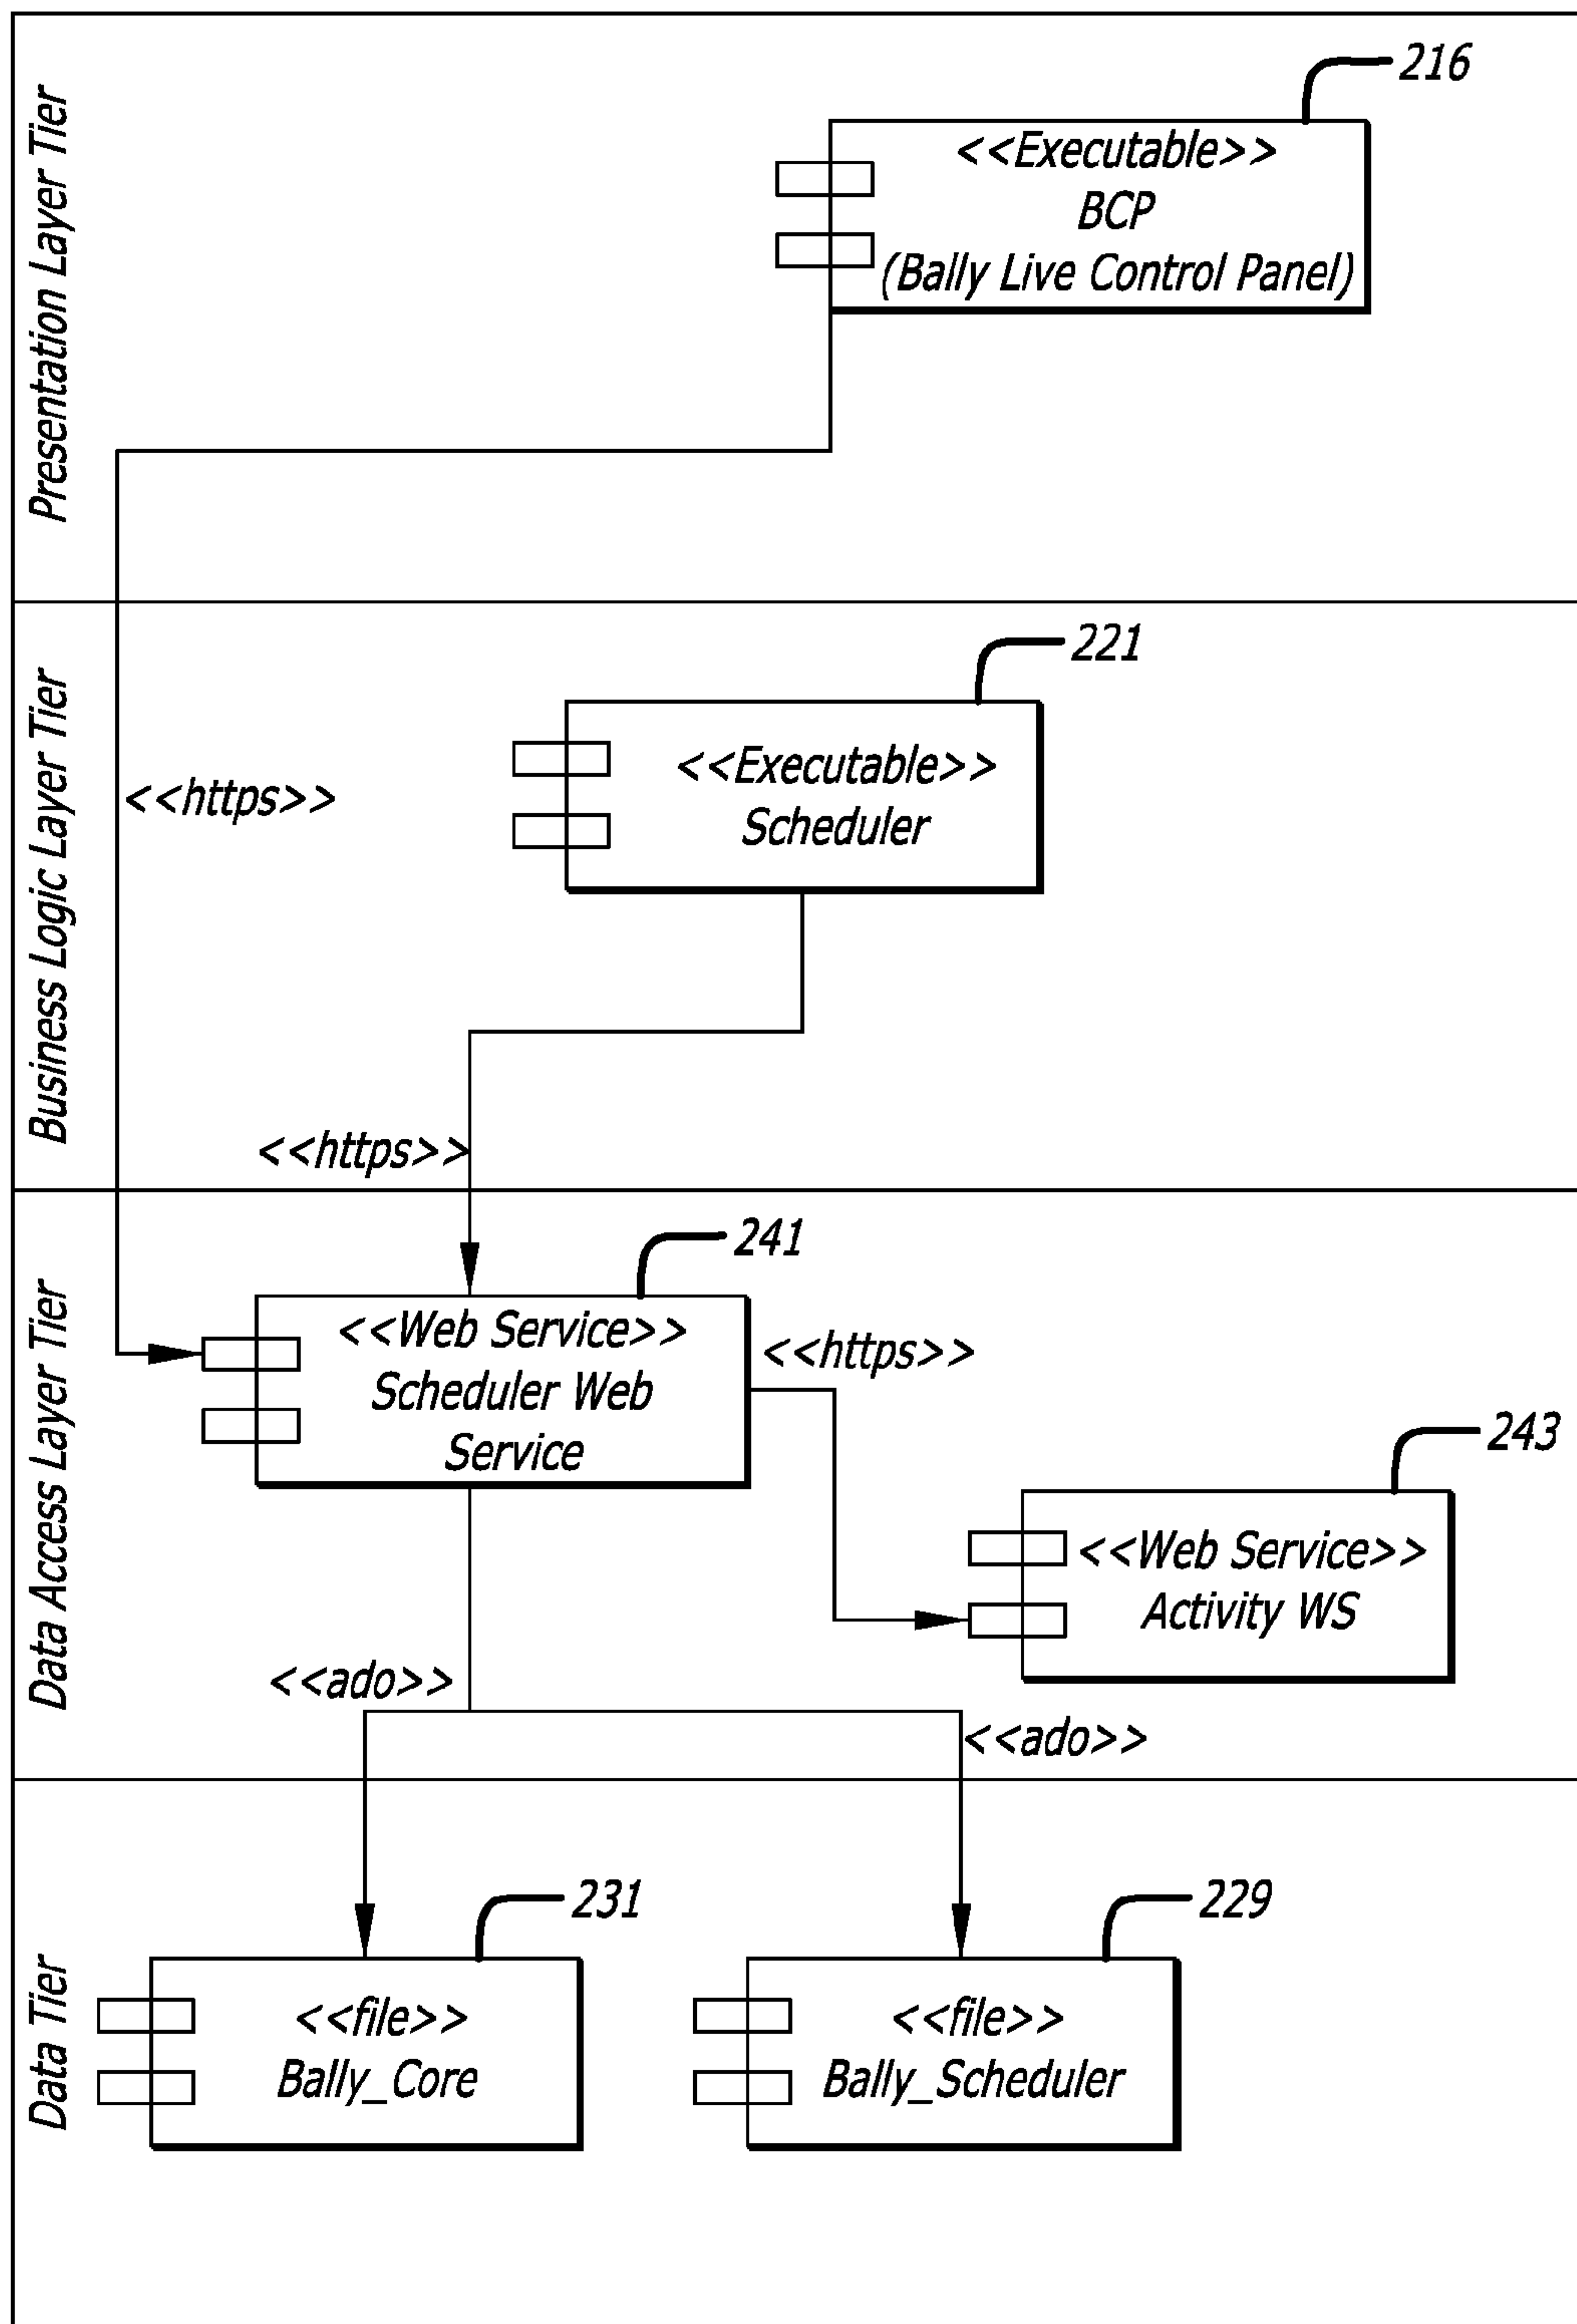 Presentation Layer Tier
216
<<Executable>>
BCP
(Bally Live Control Panel)
Business Logic Layer Tier
<<https>>
221
<<Executable>>
Scheduler
<<https>>
Data Access Layer Tier
241
<<Web Service>>
Scheduler Web
Service
<<https>>
243
<<Web Service>>
Activity WS
<<ado>>
<<ado>>
Data Tier
231
<<file>>
Bally_Core
229
<<file>>
Bally_Scheduler